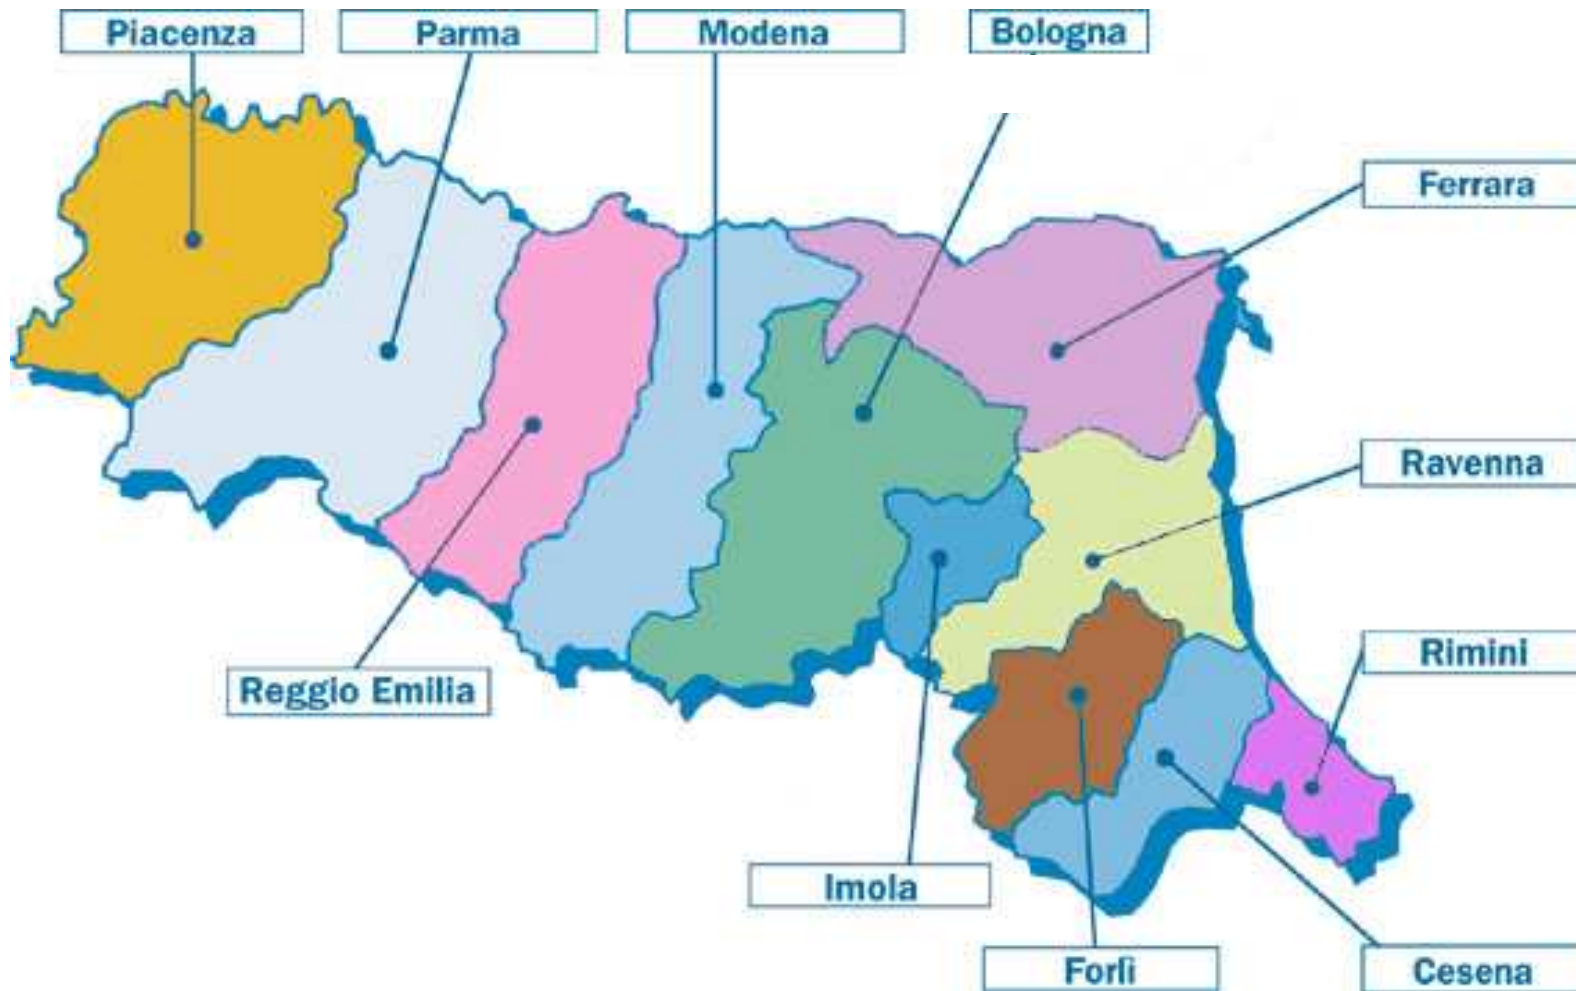 Piacenza
Parma
Modena
Bologna
Ferrara
Ravenna
Rimini
Reggio Emilia
Imola
Forlì
Cesena